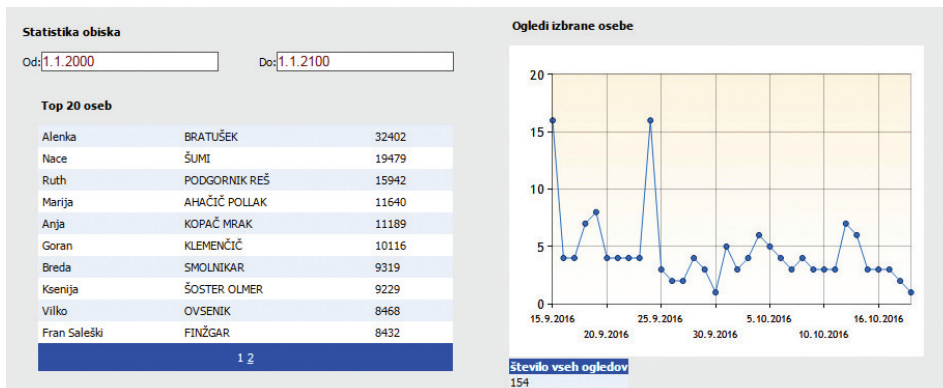 Statistika obiska
Od: 1.1.2000 Do: 1.1.2100
Top 20 oseb
Alenka BRATUŠEK 32402
Nace ŠUMI 19479
Ruth PODGORNIK REŠ 15942
Marija AHAČIČ POLLAK 11640
Anja KOPAČ MRAK 11189
Goran KLEMENČIČ 10116
Breda SMOLNIKAR 9319
Ksenija ŠOSTER OLMER 9229
Vilko OVSENIK 8468
Fran Saleški FINŽGAR 8432
1 2
Ogledi izbrane osebe
20
15
10
5
0
15.9.2016 25.9.2016 5.10.2016 16.10.2016
20.9.2016 30.9.2016 10.10.2016
število vseh ogledov
154